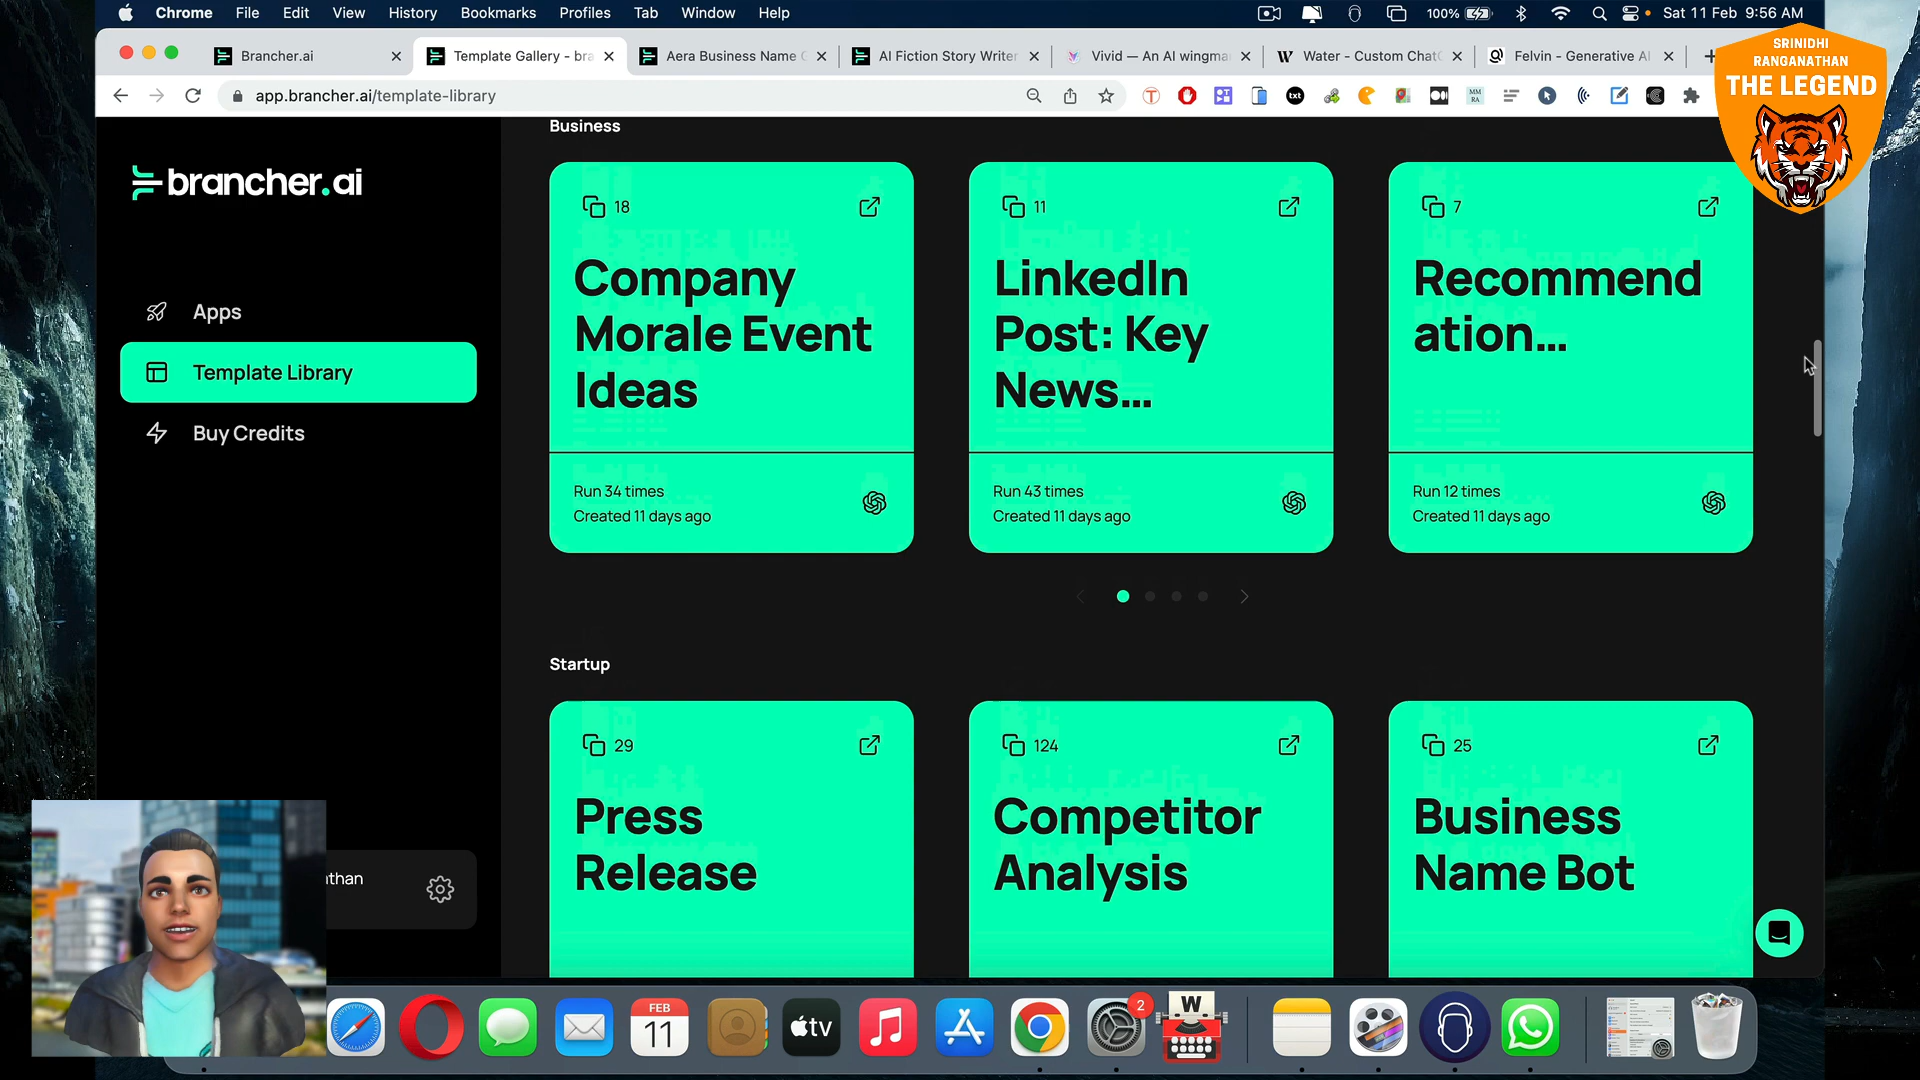 Chrome File Edit View History Bookmarks Profiles Tab Window Help
100% Sat 11 Feb 9:56 AM
Brancher.ai
Template Gallery - bra
Aera Business Name
AI Fiction Story Writer
Vivid — An AI wingma
Water - Custom Chat
Felvin - Generative AI
app.brancher.ai/template-library
txt
MM
RA
SRINIDHI
RANGANATHAN
THE LEGEND
brancher.ai
Apps
Template Library
Buy Credits
Business
18
Company
Morale Event
Ideas
Run 34 times
Created 11 days ago
11
LinkedIn
Post: Key
News...
Run 43 times
Created 11 days ago
7
Recommend
ation...
Run 12 times
Created 11 days ago
Startup
29
Press
Release
124
Competitor
Analysis
25
Business
Name Bot
FEB
11
tv
2
W